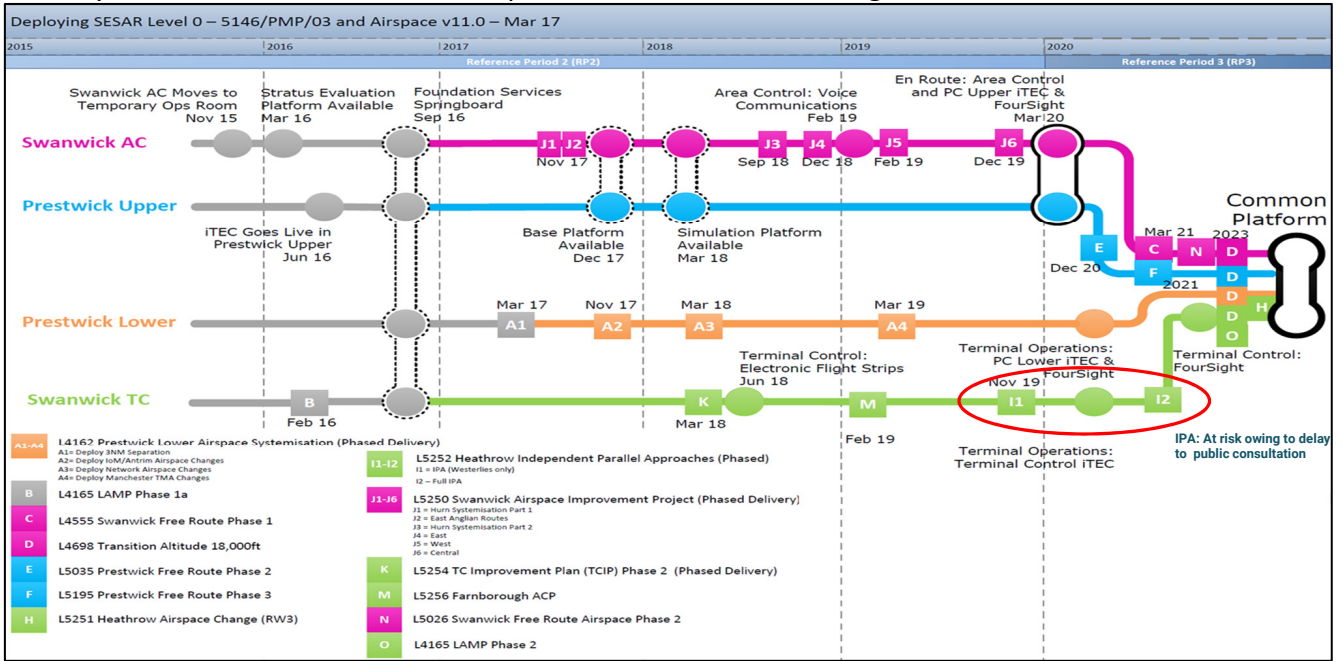 Deploying SESAR Level 0 – 5146/PMP/03 and Airspace v11.0 – Mar 17
2015 2016 2017 2018 2019 2020
Reference Period 2 (RP2) Reference Period 3 (RP3)
Swanwick AC Moves to
Temporary Ops Room
Nov 15
Stratus Evaluation
Platform Available
Mar 16
Foundation Services
Springboard
Sep 16
Area Control: Voice
Communications
Feb 19
En Route: Area Control
and PC Upper iTEC &
FourSight
Mar 20
Swanwick AC
J1 J2 J3 J4 J5 J6
Nov 17 Sep 18 Dec 18 Feb 19 Dec 19
Prestwick Upper
iTEC Goes Live in
Prestwick Upper
Jun 16
Base Platform
Available
Dec 17
Simulation Platform
Available
Mar 18
Common
Platform
Mar 21 2023
E C N D
Dec 20
F D
2021
Prestwick Lower
Mar 17 Nov 17 Mar 18 Mar 19
A1 A2 A3 A4
D
H
D
O
Terminal Operations:
PC Lower iTEC &
FourSight
Terminal Control:
FourSight
Terminal Control:
Electronic Flight Strips
Jun 18
Swanwick TC
Nov 19
B K M I1 I2
Feb 16 Mar 18 Feb 19
Terminal Operations:
Terminal Control iTEC
IPA: At risk owing to delay
to public consultation
A1-A4 L4162 Prestwick Lower Airspace Systemisation (Phased Delivery)
A1= Deploy 3NM Separation
A2= Deploy IoM/Antrim Airspace Changes
A3= Deploy Network Airspace Changes
A4= Deploy Manchester TMA Changes
B L4165 LAMP Phase 1a
C L4555 Swanwick Free Route Phase 1
D L4698 Transition Altitude 18,000ft
E L5035 Prestwick Free Route Phase 2
F L5195 Prestwick Free Route Phase 3
H L5251 Heathrow Airspace Change (RW3)
I1-I2 L5252 Heathrow Independent Parallel Approaches (Phased)
I1 = IPA (Westerlies only)
I2 – Full IPA
J1-J6 L5250 Swanwick Airspace Improvement Project (Phased Delivery)
J1 = Hurn Systemisation Part 1
J2 = East Anglian Routes
J3 = Hurn Systemisation Part 2
J4 = East
J5 = West
J6 = Central
K L5254 TC Improvement Plan (TCIP) Phase 2 (Phased Delivery)
M L5256 Farnborough ACP
N L5026 Swanwick Free Route Airspace Phase 2
O L4165 LAMP Phase 2